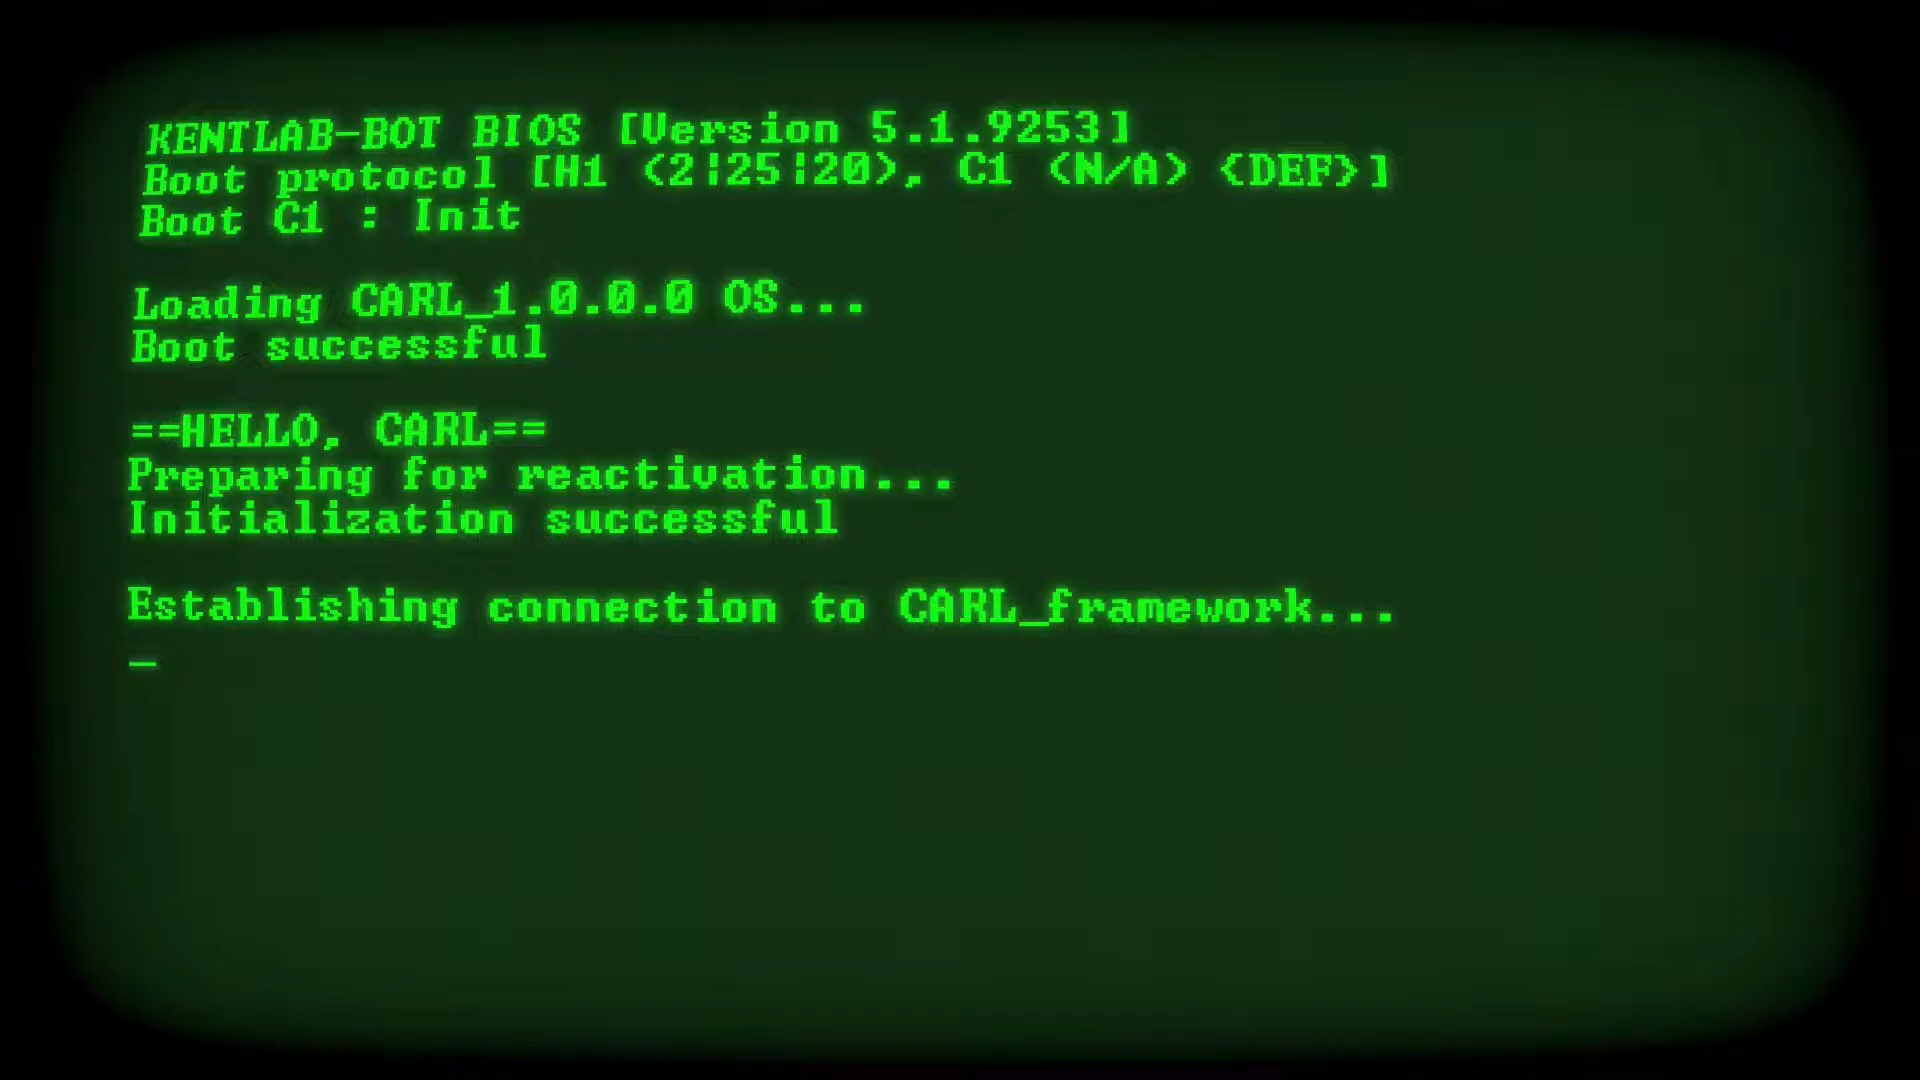 KENTLAB-BOT BIOS [Version 5.1.9253]
Boot protocol [H1 <2:25:20>, C1 <N/A> <DEF>]
Boot C1 : Init
Loading CARL_1.0.0.0 OS...
Boot successful
==HELLO, CARL==
Preparing for reactivation...
Initialization successful
Establishing connection to CARL_framework...
_